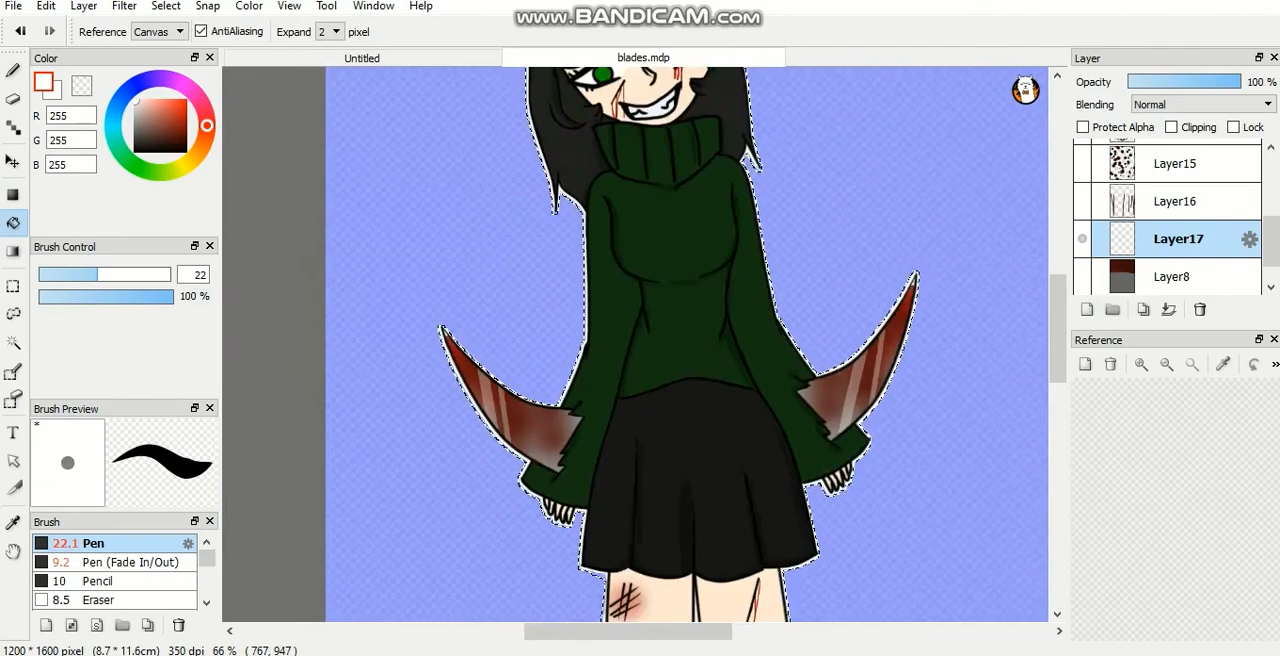 www.BANDICAM.com
File Edit Layer Filter Select Snap Color View Tool Window Help
Reference Canvas AntiAliasing Expand 2 pixel
Color
Untitled
blades.mdp
Layer
R 255
G 255
B 255
Opacity 100 %
Blending Normal
Protect Alpha Clipping Lock
Layer15
Layer16
Layer17
Layer8
Brush Control
22
100 %
Reference
»
Brush Preview
*
T
Brush
22.1 Pen
9.2 Pen (Fade In/Out)
10 Pencil
8.5 Eraser
1200 * 1600 pixel (8.7 * 11.6cm) 350 dpi 66 % ( 767, 947 )